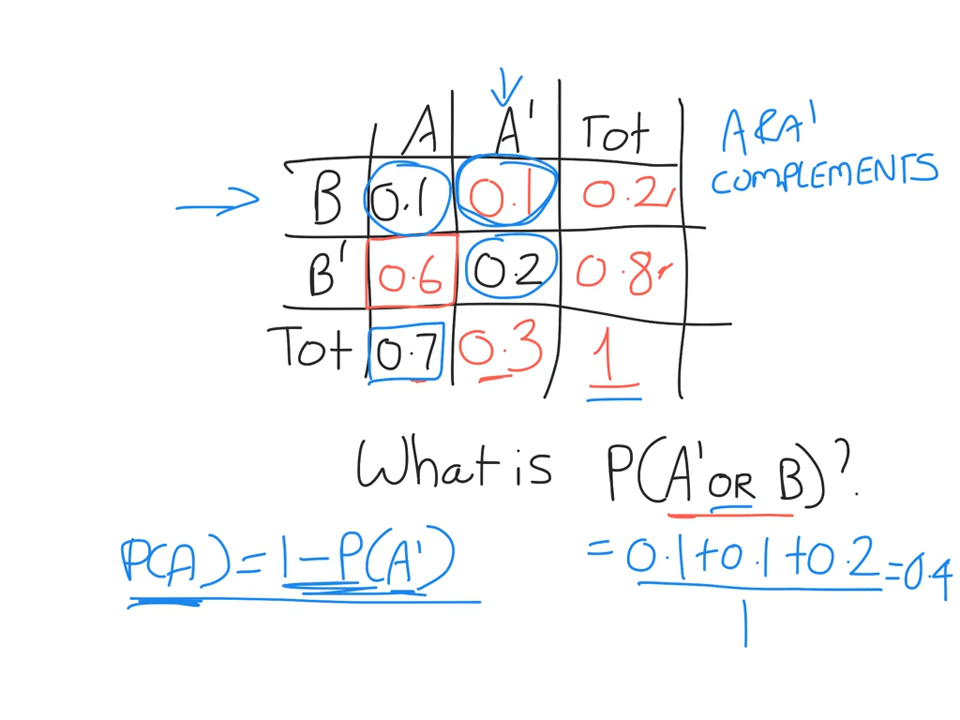 A A' Tot
B 0.1 0.1 0.2
B' 0.6 0.2 0.8
Tot 0.7 0.3 1
A & A'
COMPLEMENTS
What is P(A' OR B)?
P(A) = 1 - P(A')
= 0.1 + 0.1 + 0.2 = 0.4
1